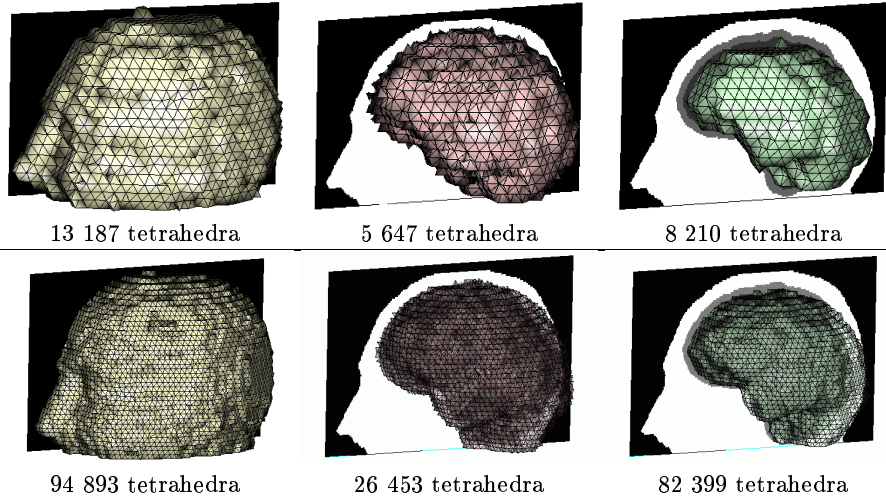 13 187 tetrahedra
5 647 tetrahedra
8 210 tetrahedra
94 893 tetrahedra
26 453 tetrahedra
82 399 tetrahedra